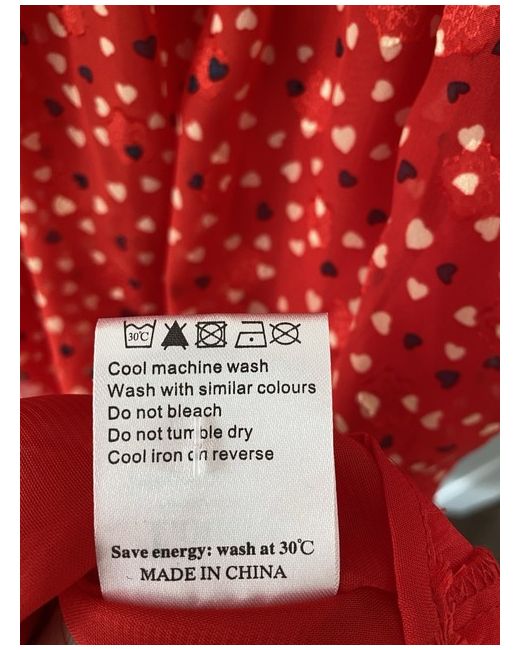 30°C
Cool machine wash
Wash with similar colours
Do not bleach
Do not tumble dry
Cool iron on reverse
Save energy: wash at 30°C
MADE IN CHINA